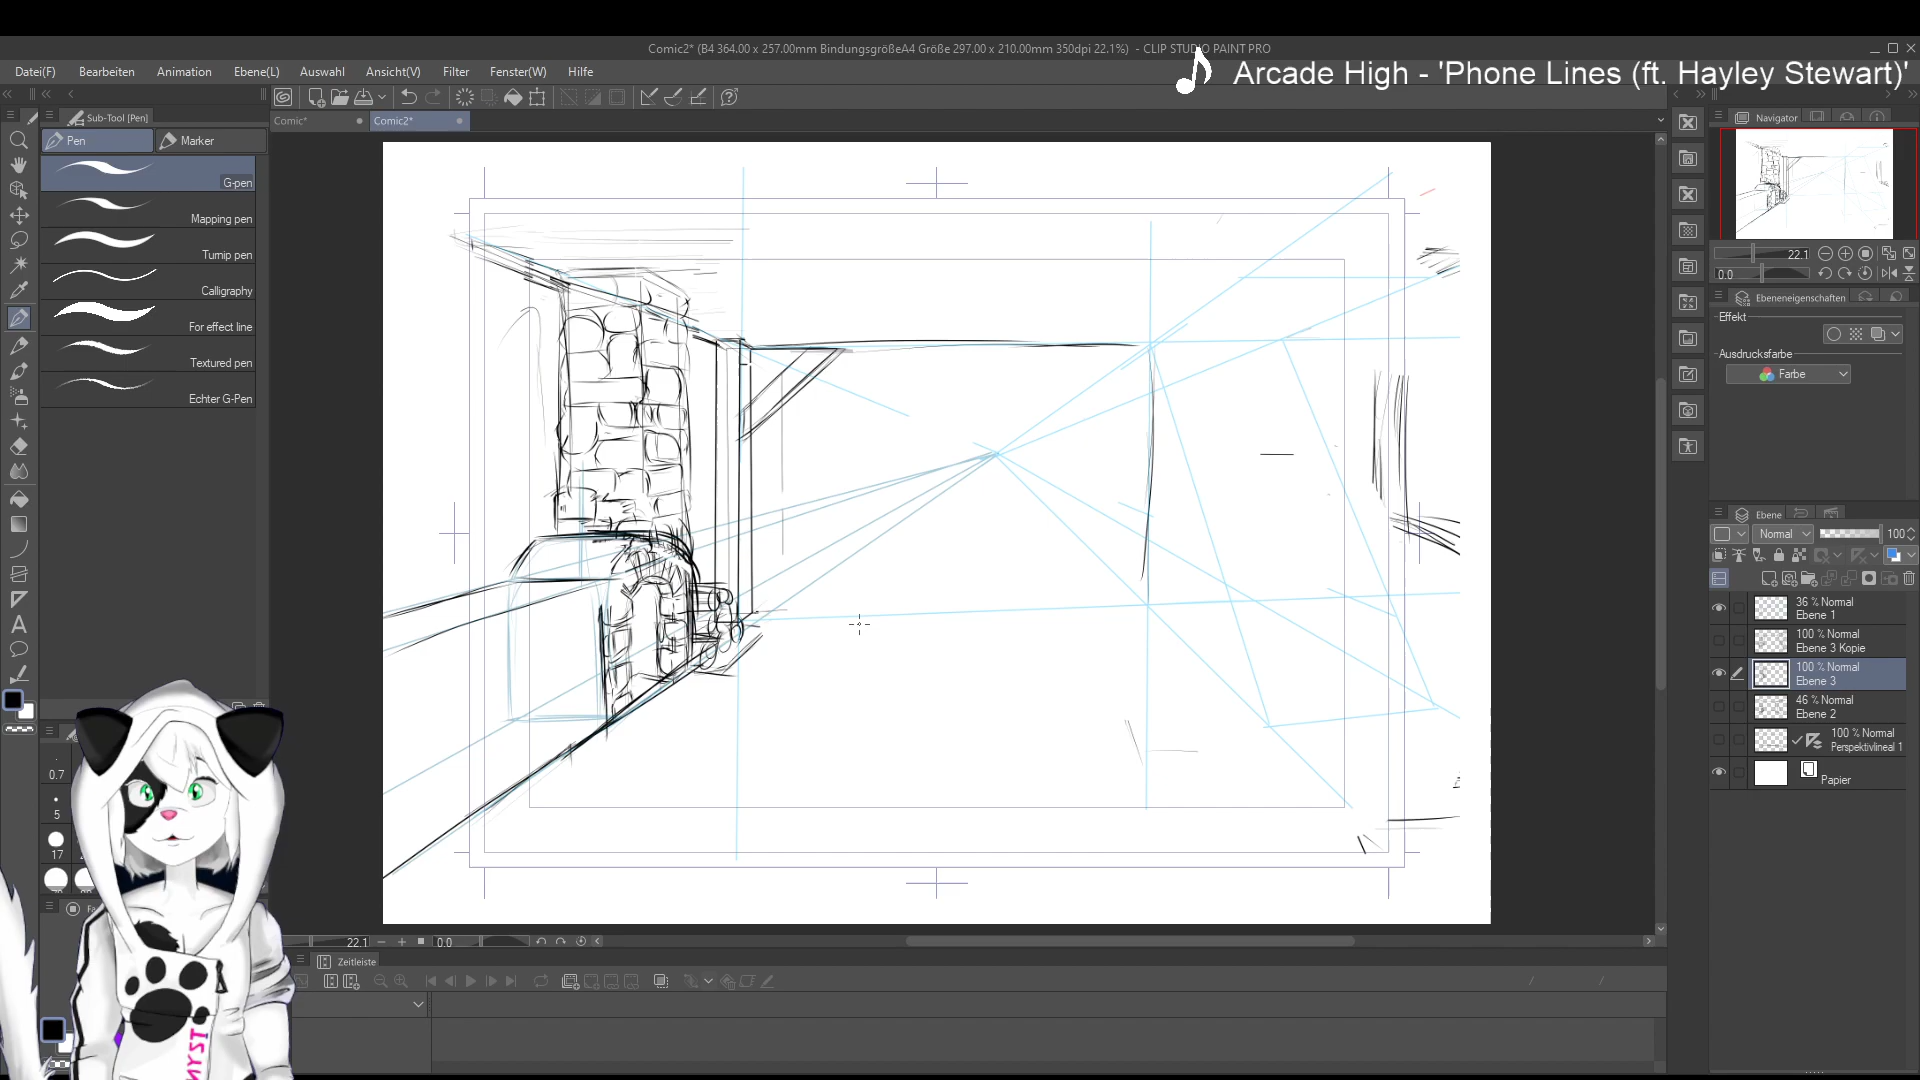 Comic2* (B4 364.00 x 257.00mm BindungsgrößeA4 Größe 297.00 x 210.00mm 350dpi 22.1%) - CLIP STUDIO PAINT PRO
Arcade High - 'Phone Lines (ft. Hayley Stewart)'
Datei(F) Bearbeiten Animation Ebene(L) Auswahl Ansicht(V) Filter Fenster(W) Hilfe
Sub-Tool [Pen]
Comic*
Comic2*
Navigator
Pen
Marker
G-pen
Mapping pen
Turnip pen
Calligraphy
For effect line
Textured pen
Echter G-Pen
22.1
0.0
Ebeneneigenschaften
Effekt
Ausdrucksfarbe
Farbe
Ebene
Normal
100
36 % Normal
Ebene 1
100 % Normal
Ebene 3 Kopie
100 % Normal
Ebene 3
46 % Normal
Ebene 2
100 % Normal
Perspektivlineal 1
Papier
0.7
5
17
Fa
22.1
0.0
Zeitleiste